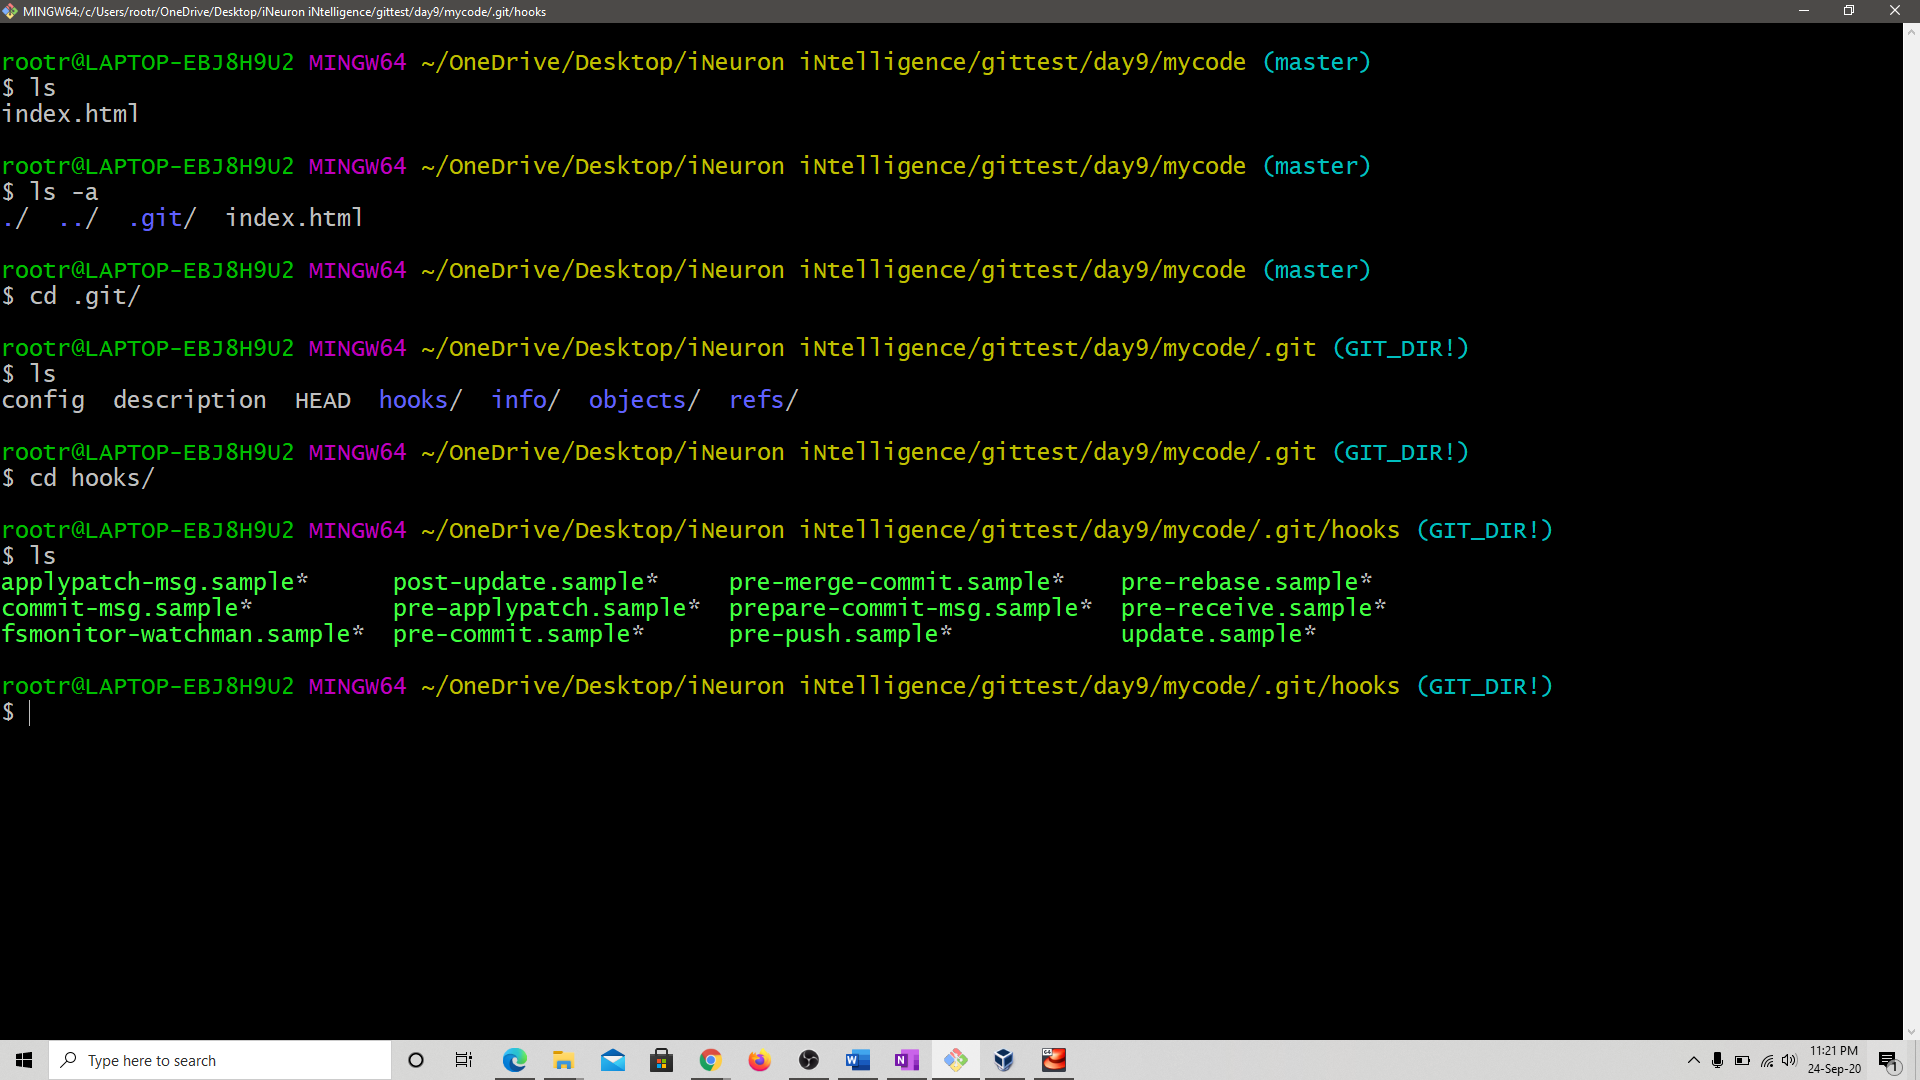 MINGW64:/c/Users/rootr/OneDrive/Desktop/iNeuron iNtelligence/gittest/day9/mycode/.git/hooks
rootr@LAPTOP-EBJ8H9U2 MINGW64 ~/OneDrive/Desktop/iNeuron iNtelligence/gittest/day9/mycode (master)
$ ls
index.html
rootr@LAPTOP-EBJ8H9U2 MINGW64 ~/OneDrive/Desktop/iNeuron iNtelligence/gittest/day9/mycode (master)
$ ls -a
./  ../  .git/  index.html
rootr@LAPTOP-EBJ8H9U2 MINGW64 ~/OneDrive/Desktop/iNeuron iNtelligence/gittest/day9/mycode (master)
$ cd .git/
rootr@LAPTOP-EBJ8H9U2 MINGW64 ~/OneDrive/Desktop/iNeuron iNtelligence/gittest/day9/mycode/.git (GIT_DIR!)
$ ls
config  description  HEAD  hooks/  info/  objects/  refs/
rootr@LAPTOP-EBJ8H9U2 MINGW64 ~/OneDrive/Desktop/iNeuron iNtelligence/gittest/day9/mycode/.git (GIT_DIR!)
$ cd hooks/
rootr@LAPTOP-EBJ8H9U2 MINGW64 ~/OneDrive/Desktop/iNeuron iNtelligence/gittest/day9/mycode/.git/hooks (GIT_DIR!)
$ ls
applypatch-msg.sample*      post-update.sample*     pre-merge-commit.sample*    pre-rebase.sample*
commit-msg.sample*          pre-applypatch.sample*  prepare-commit-msg.sample*  pre-receive.sample*
fsmonitor-watchman.sample*  pre-commit.sample*      pre-push.sample*            update.sample*
rootr@LAPTOP-EBJ8H9U2 MINGW64 ~/OneDrive/Desktop/iNeuron iNtelligence/gittest/day9/mycode/.git/hooks (GIT_DIR!)
$
Type here to search
11:21 PM
24-Sep-20
1